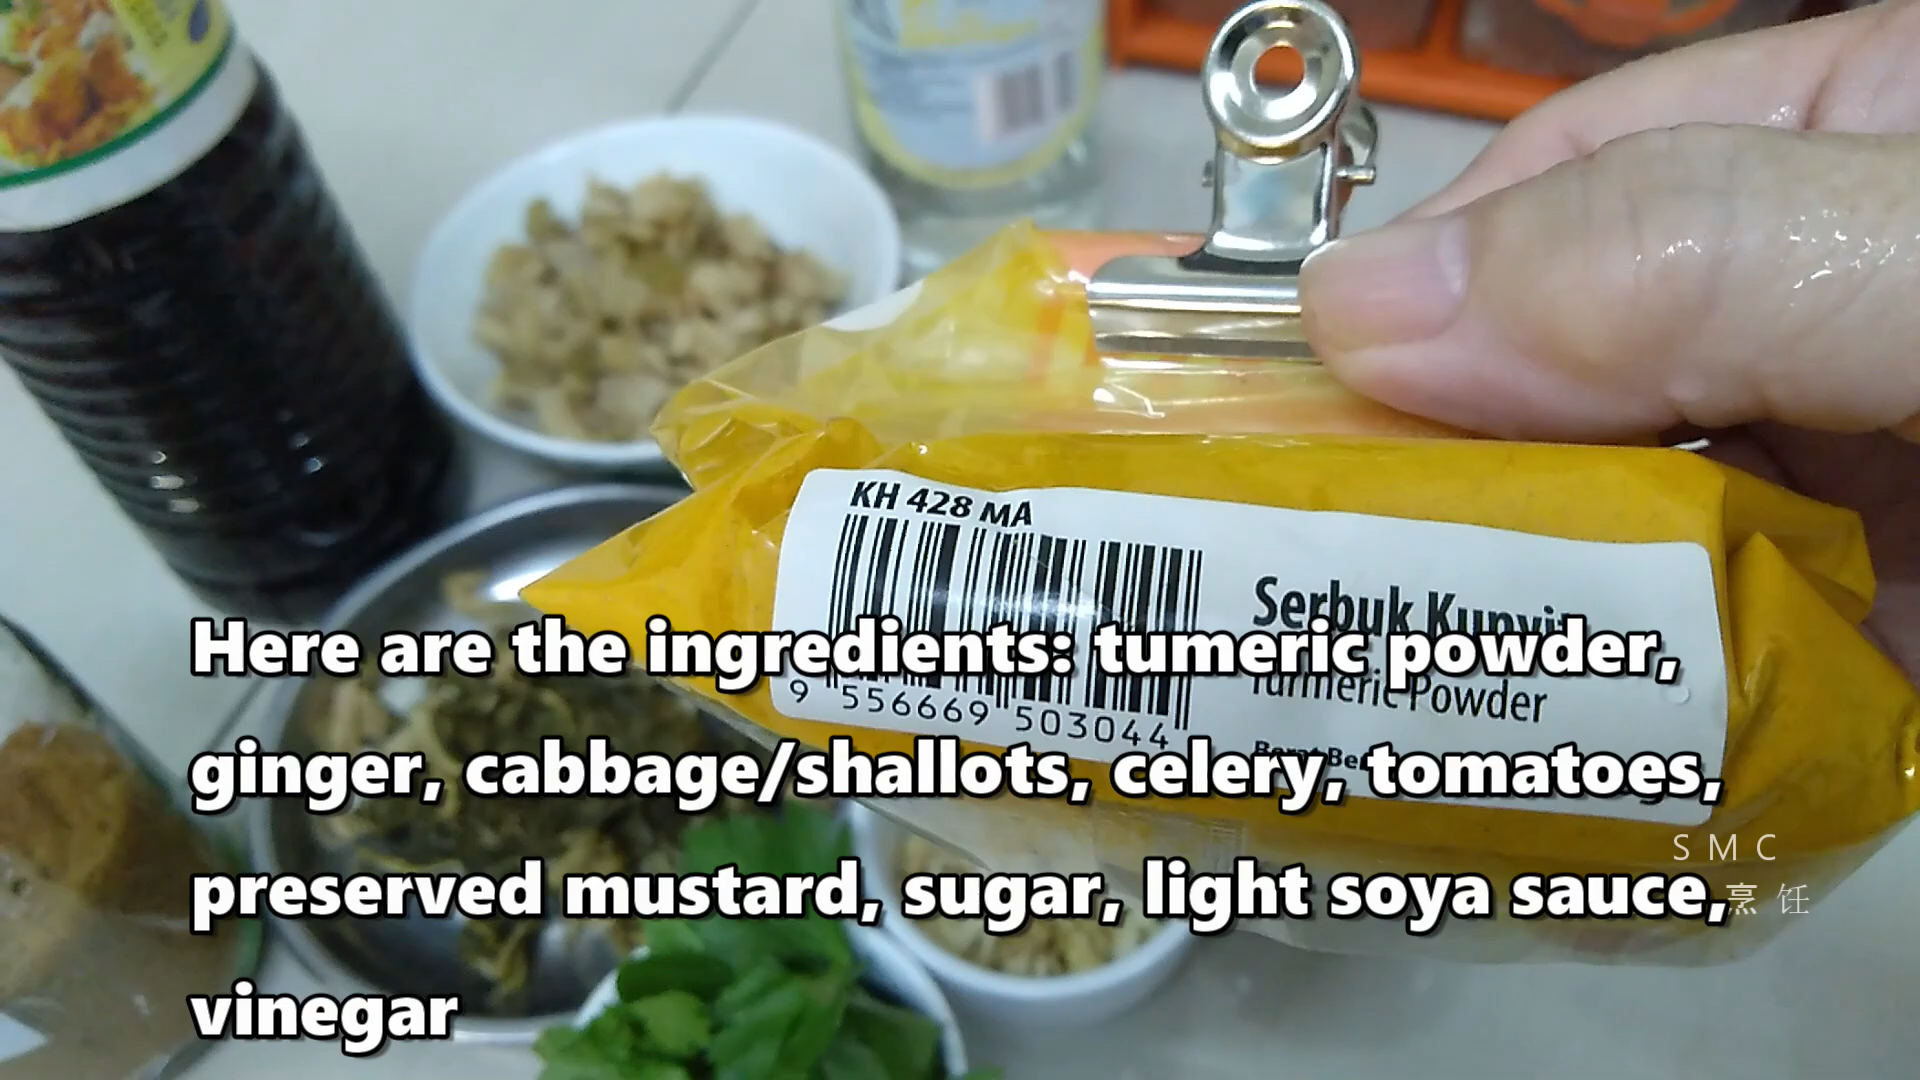 KH 428 MA
Serbuk Kunyit
Turmeric Powder
9 556669 503044
Here are the ingredients: tumeric powder,
ginger, cabbage/shallots, celery, tomatoes,
preserved mustard, sugar, light soya sauce,
vinegar
SMC
烹饪